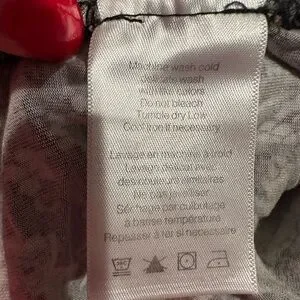 Machine wash cold
delicate wash
with like colors
Do not bleach
Tumble dry Low
Cool iron if necessary
Lavage en machine à froid
Lavage délicat avec
des couleurs similaires
Ne pas javelliser
Séchage par culbutage
à basse température
Repasser à fer si necessaire